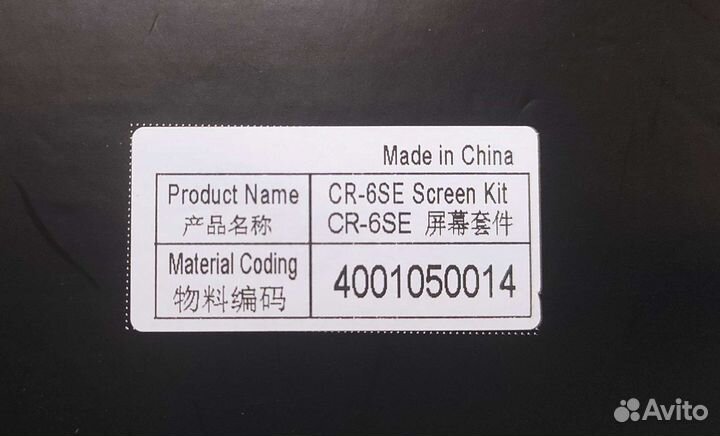 Made in China
Product Name
产品名称
CR-6SE Screen Kit
CR-6SE 屏幕套件
Material Coding
物料编码
4001050014
Avito